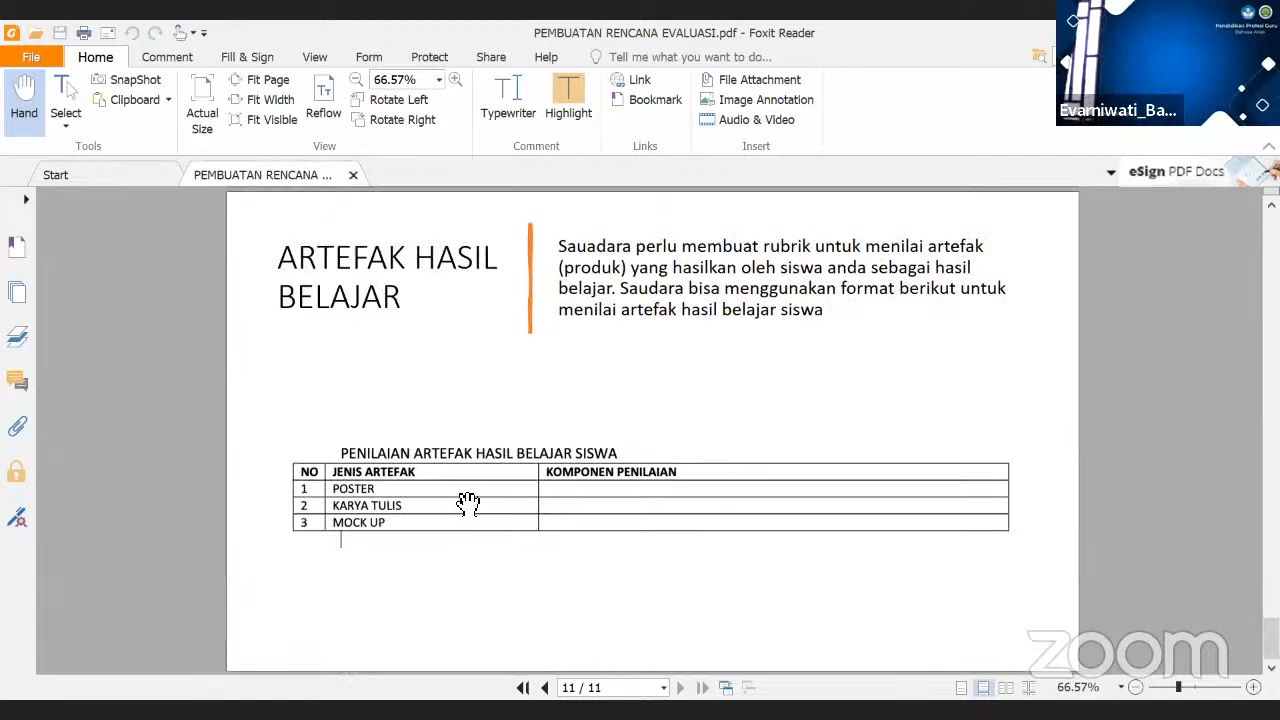 PEMBUATAN RENCANA EVALUASI.pdf - Foxit Reader
File Home Comment Fill & Sign View Form Protect Share Help Tell me what you want to do...
Hand
Select
SnapShot
Clipboard
Tools
Actual Size
Fit Page
Fit Width
Fit Visible
Reflow
66.57%
Rotate Left
Rotate Right
View
Typewriter
Highlight
Comment
Link
Bookmark
Links
File Attachment
Image Annotation
Audio & Video
Insert
Pendidikan Profesi Guru
Bahasa Arab
Evarniwati_Ba...
Start
PEMBUATAN RENCANA ...
eSign PDF Docs
ARTEFAK HASIL
BELAJAR
Sauadara perlu membuat rubrik untuk menilai artefak
(produk) yang hasilkan oleh siswa anda sebagai hasil
belajar. Saudara bisa menggunakan format berikut untuk
menilai artefak hasil belajar siswa
PENILAIAN ARTEFAK HASIL BELAJAR SISWA
NO JENIS ARTEFAK KOMPONEN PENILAIAN
1 POSTER
2 KARYA TULIS
3 MOCK UP
zoom
11 / 11
66.57%